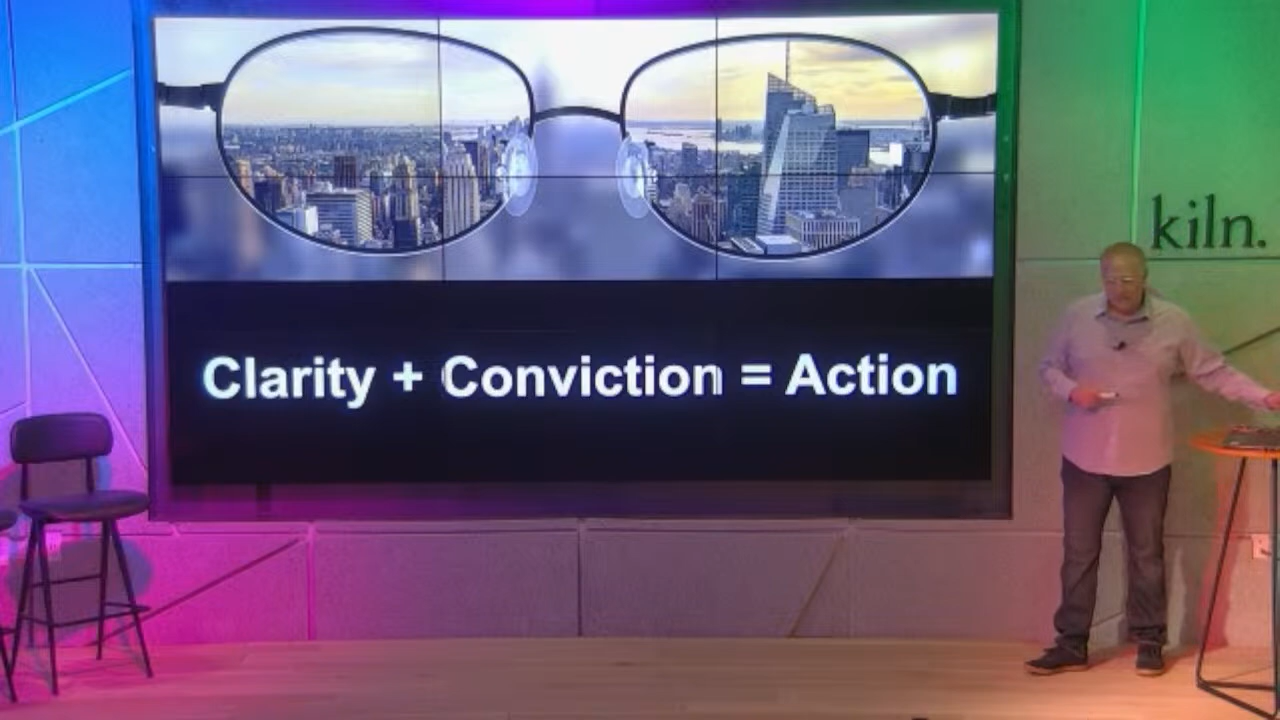 Clarity + Conviction = Action
kiln.